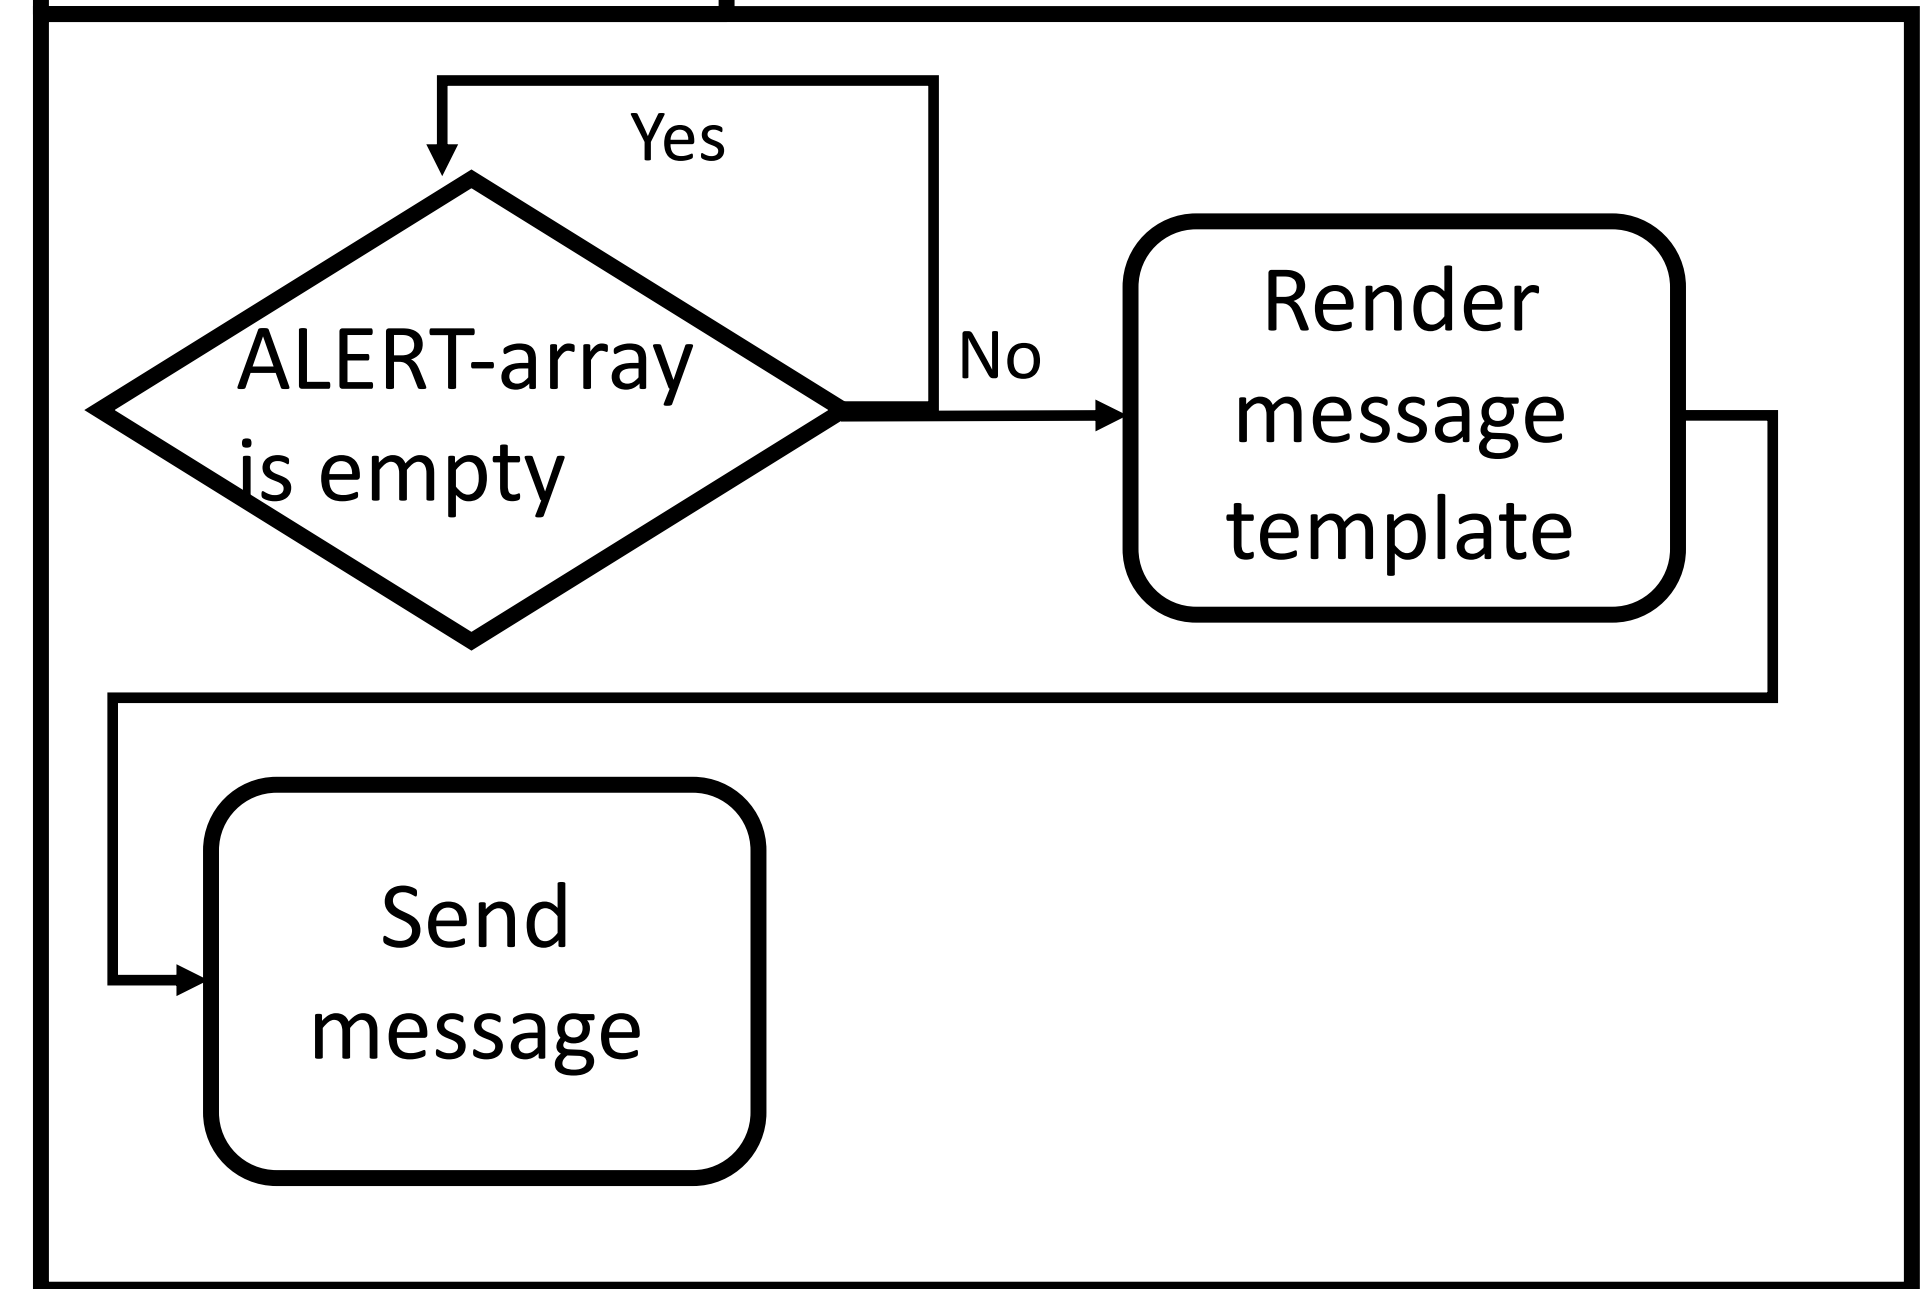 Yes
ALERT-array
is empty
No
Render
message
template
Send
message